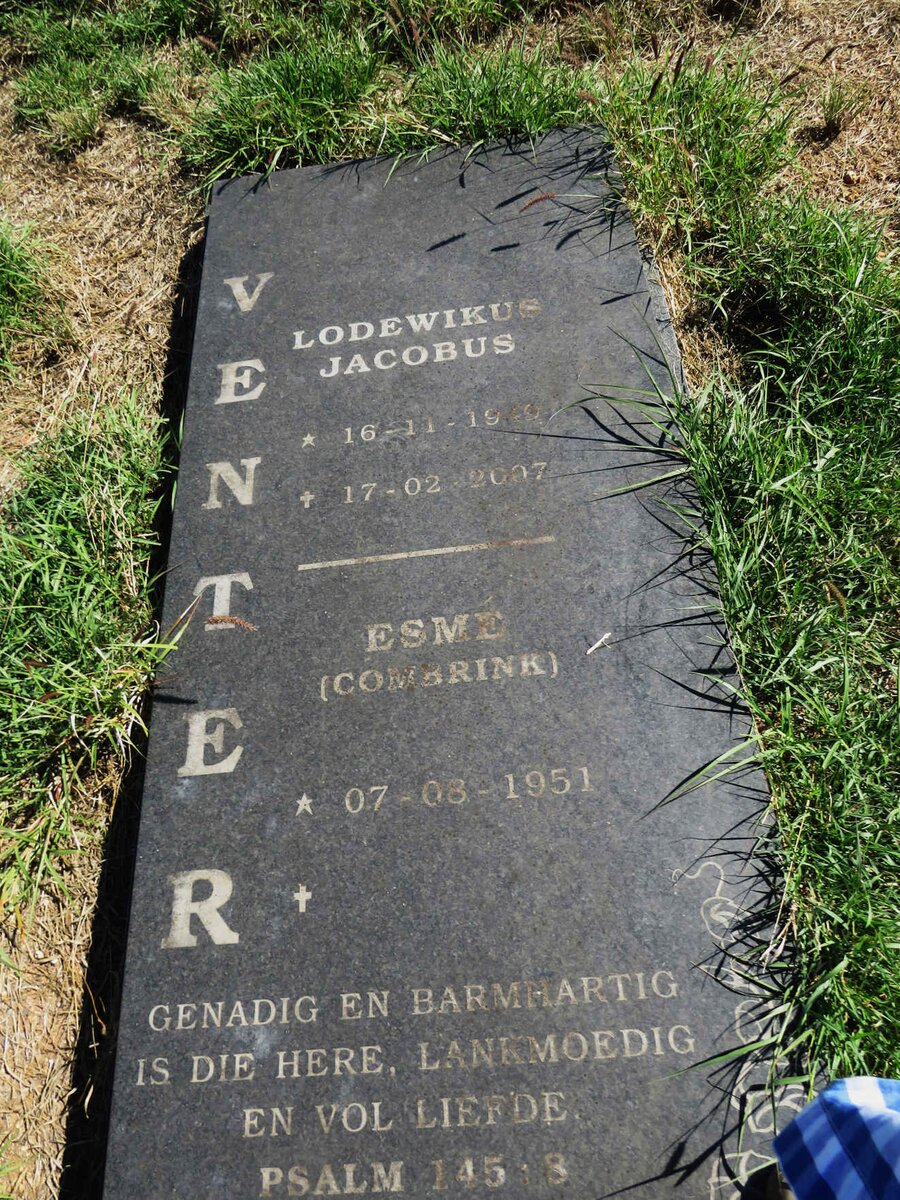 VENTER
LODEWIKUS
JACOBUS
16-11-1949
17-02-2007
ESMÉ
(COMBRINK)
07-08-1951
GENADIG EN BARMHARTIG
IS DIE HERE, LANKMOEDIG
EN VOL LIEFDE
PSALM 145:8